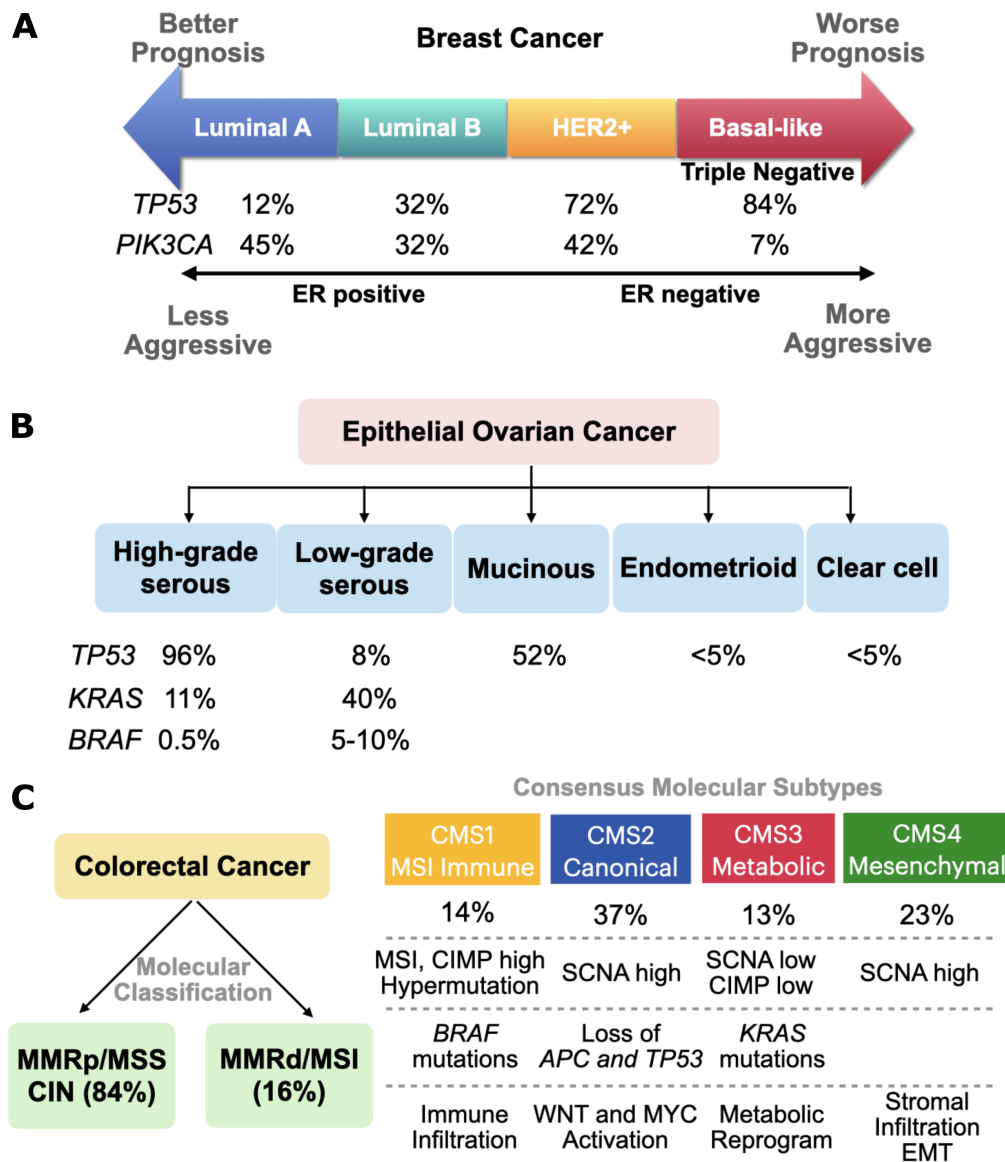 A
Better
Prognosis
Breast Cancer
Worse
Prognosis
Luminal A
Luminal B
HER2+
Basal-like
Triple Negative
TP53 12% 32% 72% 84%
PIK3CA 45% 32% 42% 7%
ER positive
ER negative
Less
Aggressive
More
Aggressive
B
Epithelial Ovarian Cancer
High-grade
serous
Low-grade
serous
Mucinous
Endometrioid
Clear cell
TP53 96% 8% 52% <5% <5%
KRAS 11% 40%
BRAF 0.5% 5-10%
C
Colorectal Cancer
Molecular
Classification
MMRp/MSS
CIN (84%)
MMRd/MSI
(16%)
Consensus Molecular Subtypes
CMS1
MSI Immune
CMS2
Canonical
CMS3
Metabolic
CMS4
Mesenchymal
14% 37% 13% 23%
MSI, CIMP high
Hypermutation
SCNA high
SCNA low
CIMP low
SCNA high
BRAF
mutations
Loss of
APC and TP53
KRAS
mutations
Immune
Infiltration
WNT and MYC
Activation
Metabolic
Reprogram
Stromal
Infiltration
EMT